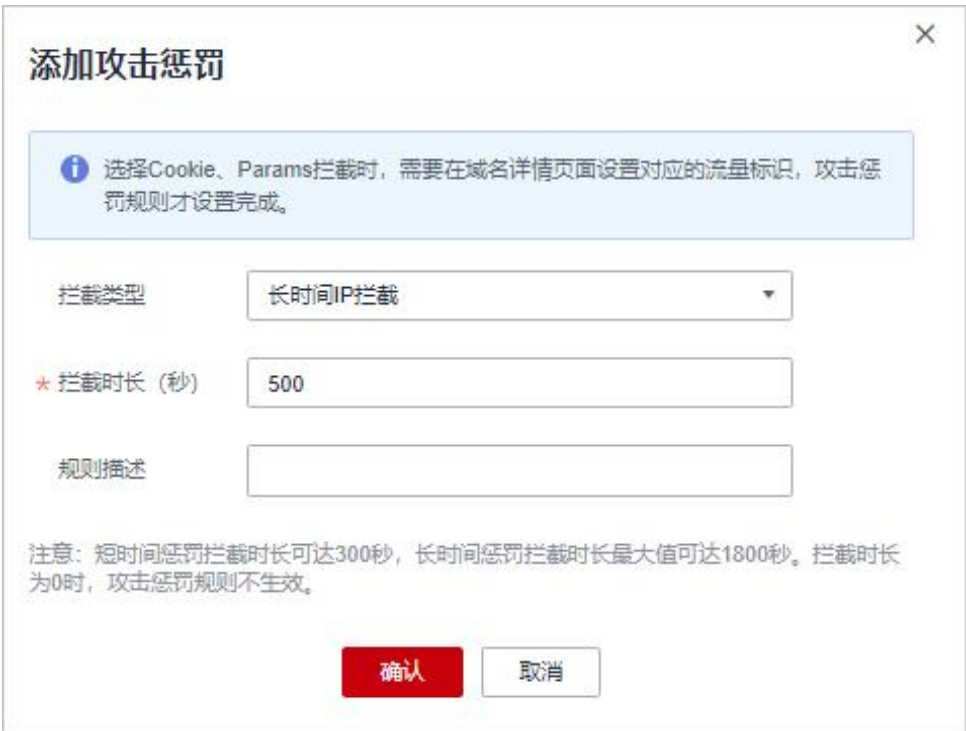 添加攻击惩罚
选择Cookie、Params拦截时，需要在域名详情页面设置对应的流量标识，攻击惩
罚规则才设置完成。
拦截类型
长时间IP拦截
* 拦截时长（秒）
500
规则描述
注意：短时间惩罚拦截时长可达300秒，长时间惩罚拦截时长最大值可达1800秒。拦截时长
为0时，攻击惩罚规则不生效。
确认
取消